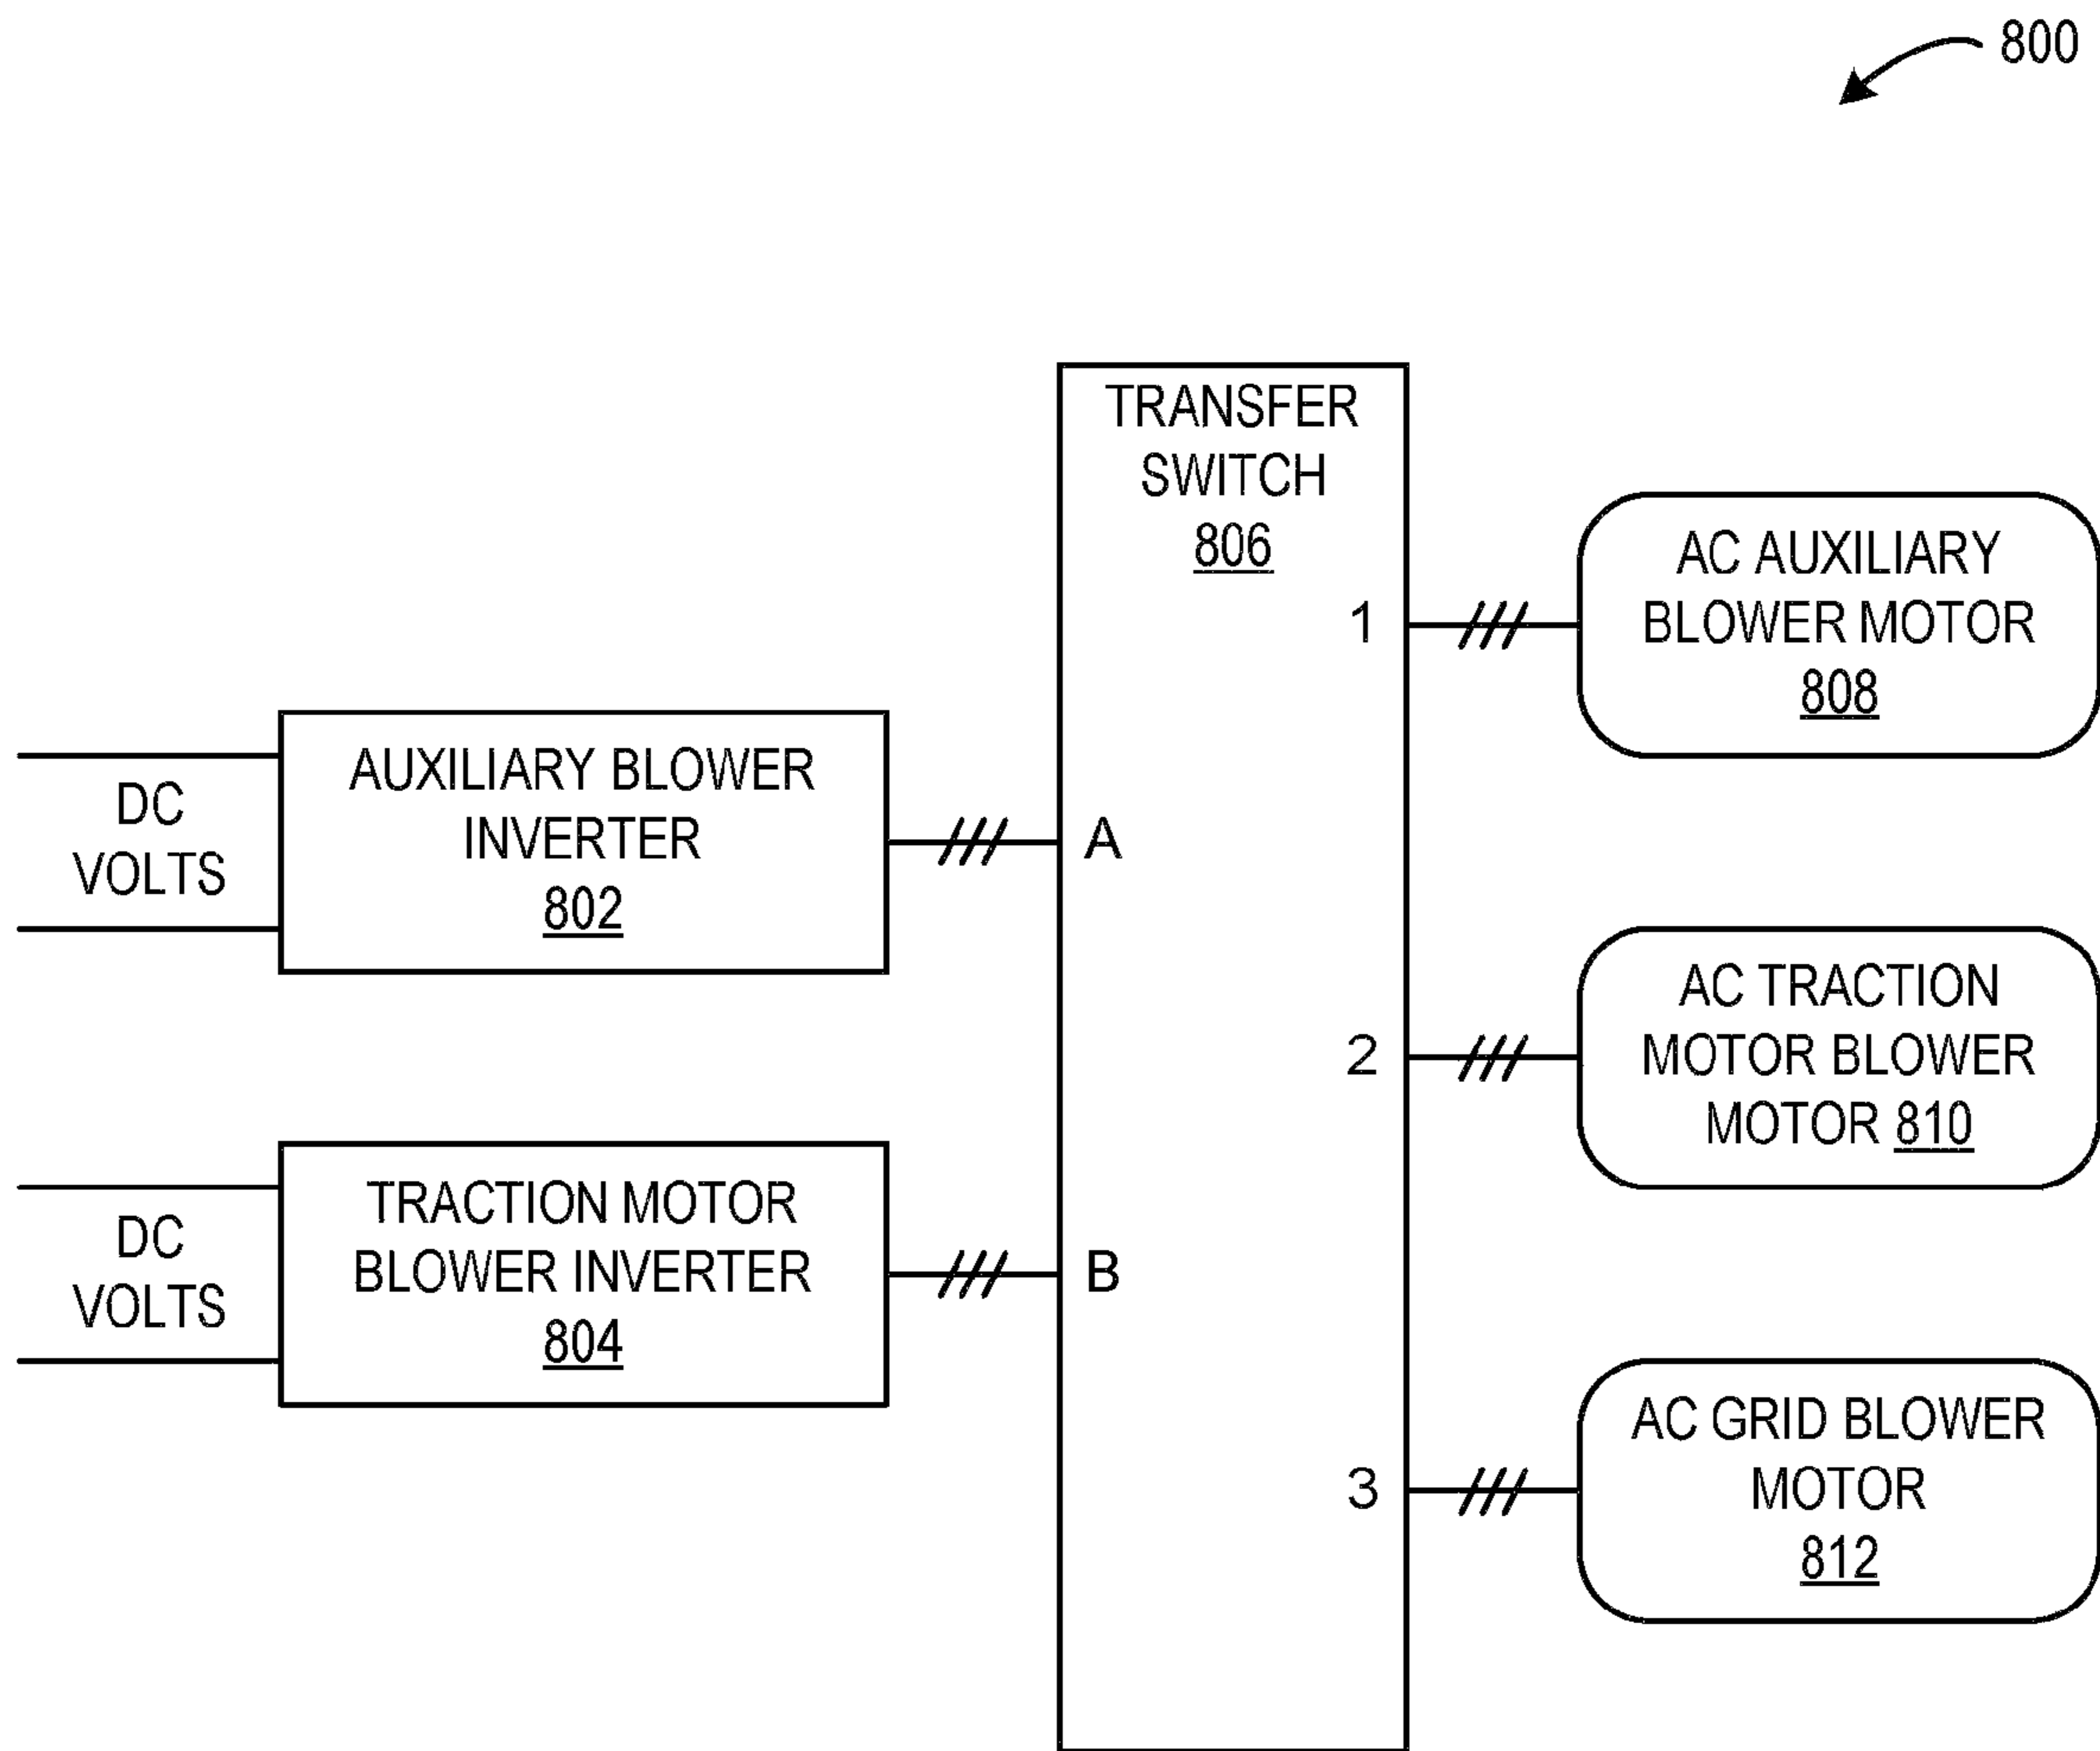 800
TRANSFER
SWITCH
806
1
AC AUXILIARY
BLOWER MOTOR
808
DC
VOLTS
AUXILIARY BLOWER
INVERTER
802
A
2
AC TRACTION
MOTOR BLOWER
MOTOR 810
DC
VOLTS
TRACTION MOTOR
BLOWER INVERTER
804
B
3
AC GRID BLOWER
MOTOR
812